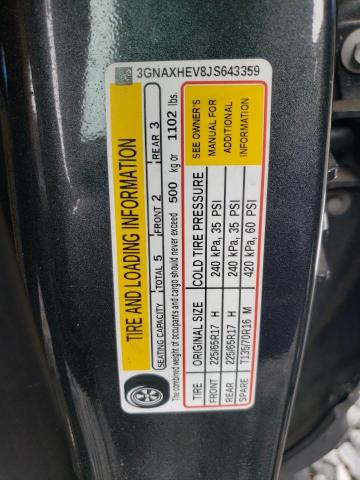 3GNAXHEV8JS643359
TIRE AND LOADING INFORMATION
SEATING CAPACITY TOTAL 5 FRONT 2 REAR 3
The combined weight of occupants and cargo should never exceed 500 kg or 1102 lbs.
TIRE ORIGINAL SIZE COLD TIRE PRESSURE
FRONT 225/65R17 H 240 kPA, 35 PSI
REAR 225/65R17 H 240 kPA, 35 PSI
SPARE T135/70R16 M 420 kPA, 60 PSI
SEE OWNER'S
MANUAL FOR
ADDITIONAL
INFORMATION